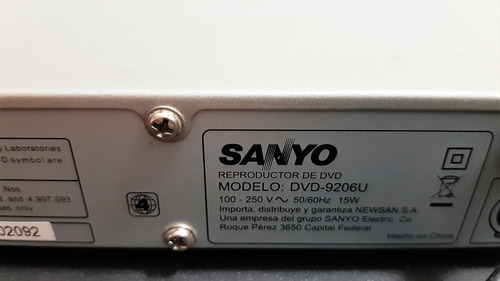 y Laboratories
D symbol are
Nos
d. and 4,907,093
uses only
02092
4
SANYO
REPRODUCTOR DE DVD
MODELO: DVD-9206U
100 - 250 V 50/60Hz 15W
Importa, distribuye y garantiza NEWSAN S.A.
Una empresa del grupo SANYO Electric. Co.
Roque Pérez 3650 Capital Federal
Hecho en China